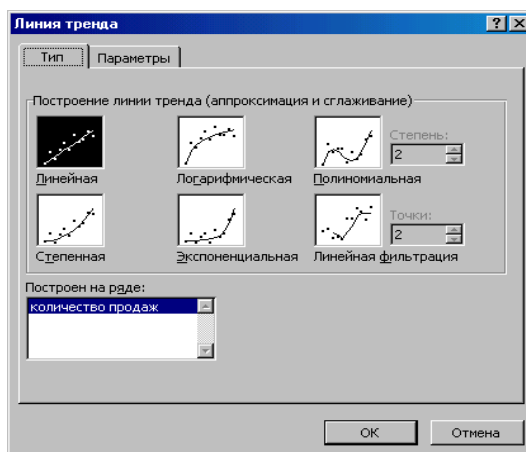 Линия тренда
Тип Параметры
Построение линии тренда (аппроксимация и сглаживание)
Линейная Логарифмическая Полиномиальная
Степень:
2
Степенная Экспоненциальная Линейная фильтрация
Точки:
2
Построен на ряде:
количество продаж
ОК Отмена